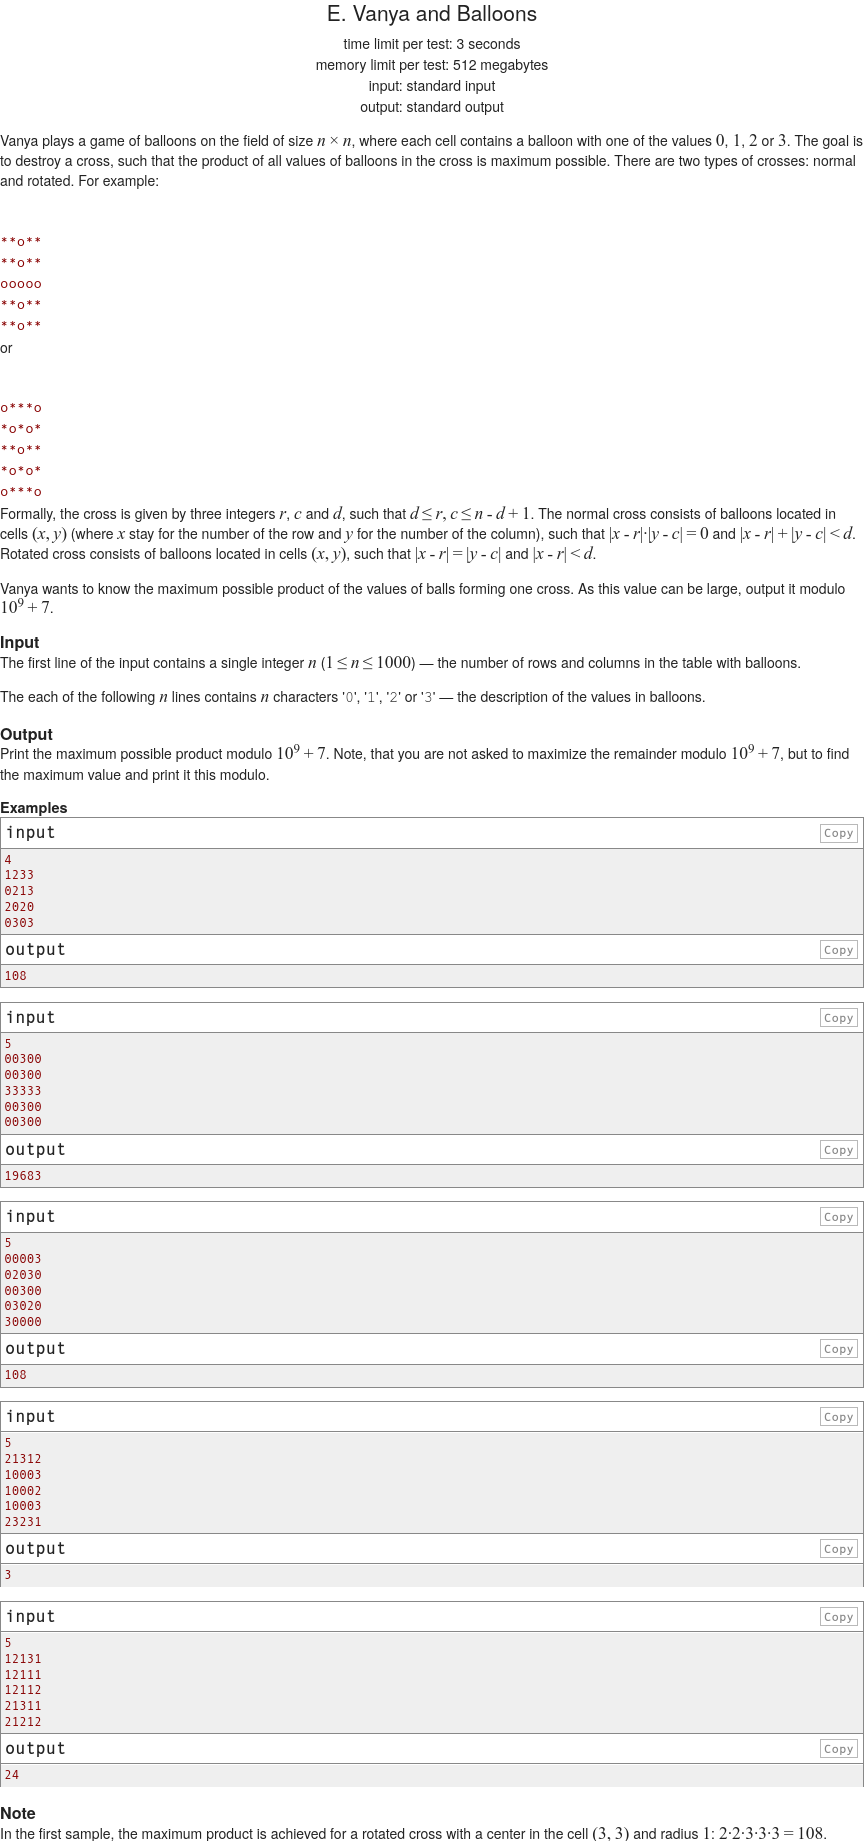 E. Vanya and Balloons
time limit per test: 3 seconds
memory limit per test: 512 megabytes
input: standard input
output: standard output
Vanya plays a game of balloons on the field of size n × n, where each cell contains a balloon with one of the values 0, 1, 2 or 3. The goal is
to destroy a cross, such that the product of all values of balloons in the cross is maximum possible. There are two types of crosses: normal
and rotated. For example:
**o**
**o**
ooooo
**o**
**o**
or
o***o
*o*o*
**o**
*o*o*
o***o
Formally, the cross is given by three integers r, c and d, such that d ≤ r, c ≤ n - d + 1. The normal cross consists of balloons located in
cells (x, y) (where x stay for the number of the row and y for the number of the column), such that |x - r|·|y - c| = 0 and |x - r| + |y - c| < d.
Rotated cross consists of balloons located in cells (x, y), such that |x - r| = |y - c| and |x - r| < d.
Vanya wants to know the maximum possible product of the values of balls forming one cross. As this value can be large, output it modulo
10^9 + 7.
Input
The first line of the input contains a single integer n (1 ≤ n ≤ 1000) — the number of rows and columns in the table with balloons.
The each of the following n lines contains n characters '0', '1', '2' or '3' — the description of the values in balloons.
Output
Print the maximum possible product modulo 10^9 + 7. Note, that you are not asked to maximize the remainder modulo 10^9 + 7, but to find
the maximum value and print it this modulo.
Examples
input Copy
4
1233
0213
2020
0303
output Copy
108
input Copy
5
00300
00300
33333
00300
00300
output Copy
19683
input Copy
5
00003
02030
00300
03020
30000
output Copy
108
input Copy
5
21312
10003
10002
10003
23231
output Copy
3
input Copy
5
12131
12111
12112
21311
21212
output Copy
24
Note
In the first sample, the maximum product is achieved for a rotated cross with a center in the cell (3, 3) and radius 1: 2·2·3·3·3 = 108.